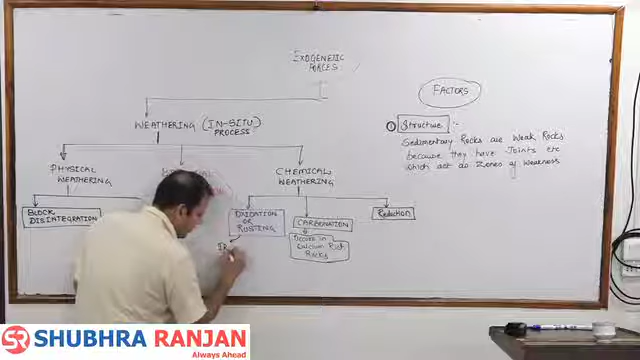 EXOGENETIC
FORCES
FACTORS
WEATHERING (IN-SITU
PROCESS)
① Structure :-
Sedimentary Rocks are Weak Rocks
because they have Joints etc
which act as Zones of Weakness
PHYSICAL
WEATHERING
CHEMICAL
WEATHERING
BLOCK
DISINTEGRATION
OXIDATION
OR
RUSTING
CARBONATION
Reduction
Occurs in
Calcium Rich
Rocks
SR SHUBHRA RANJAN
Always Ahead